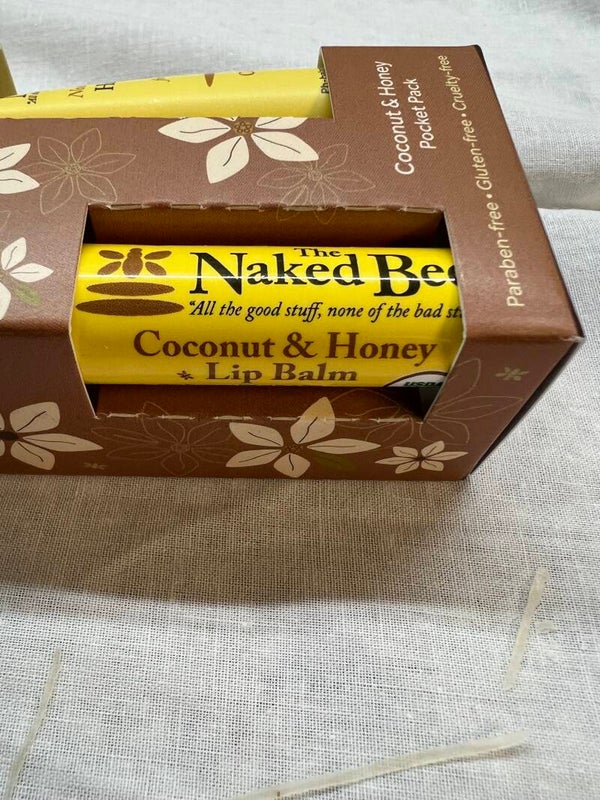 Coconut & Honey
Pocket Pack
Paraben-free • Gluten-free • Cruelty-free
The
Naked Bee
"All the good stuff, none of the bad st
Coconut & Honey
Lip Balm
USDA